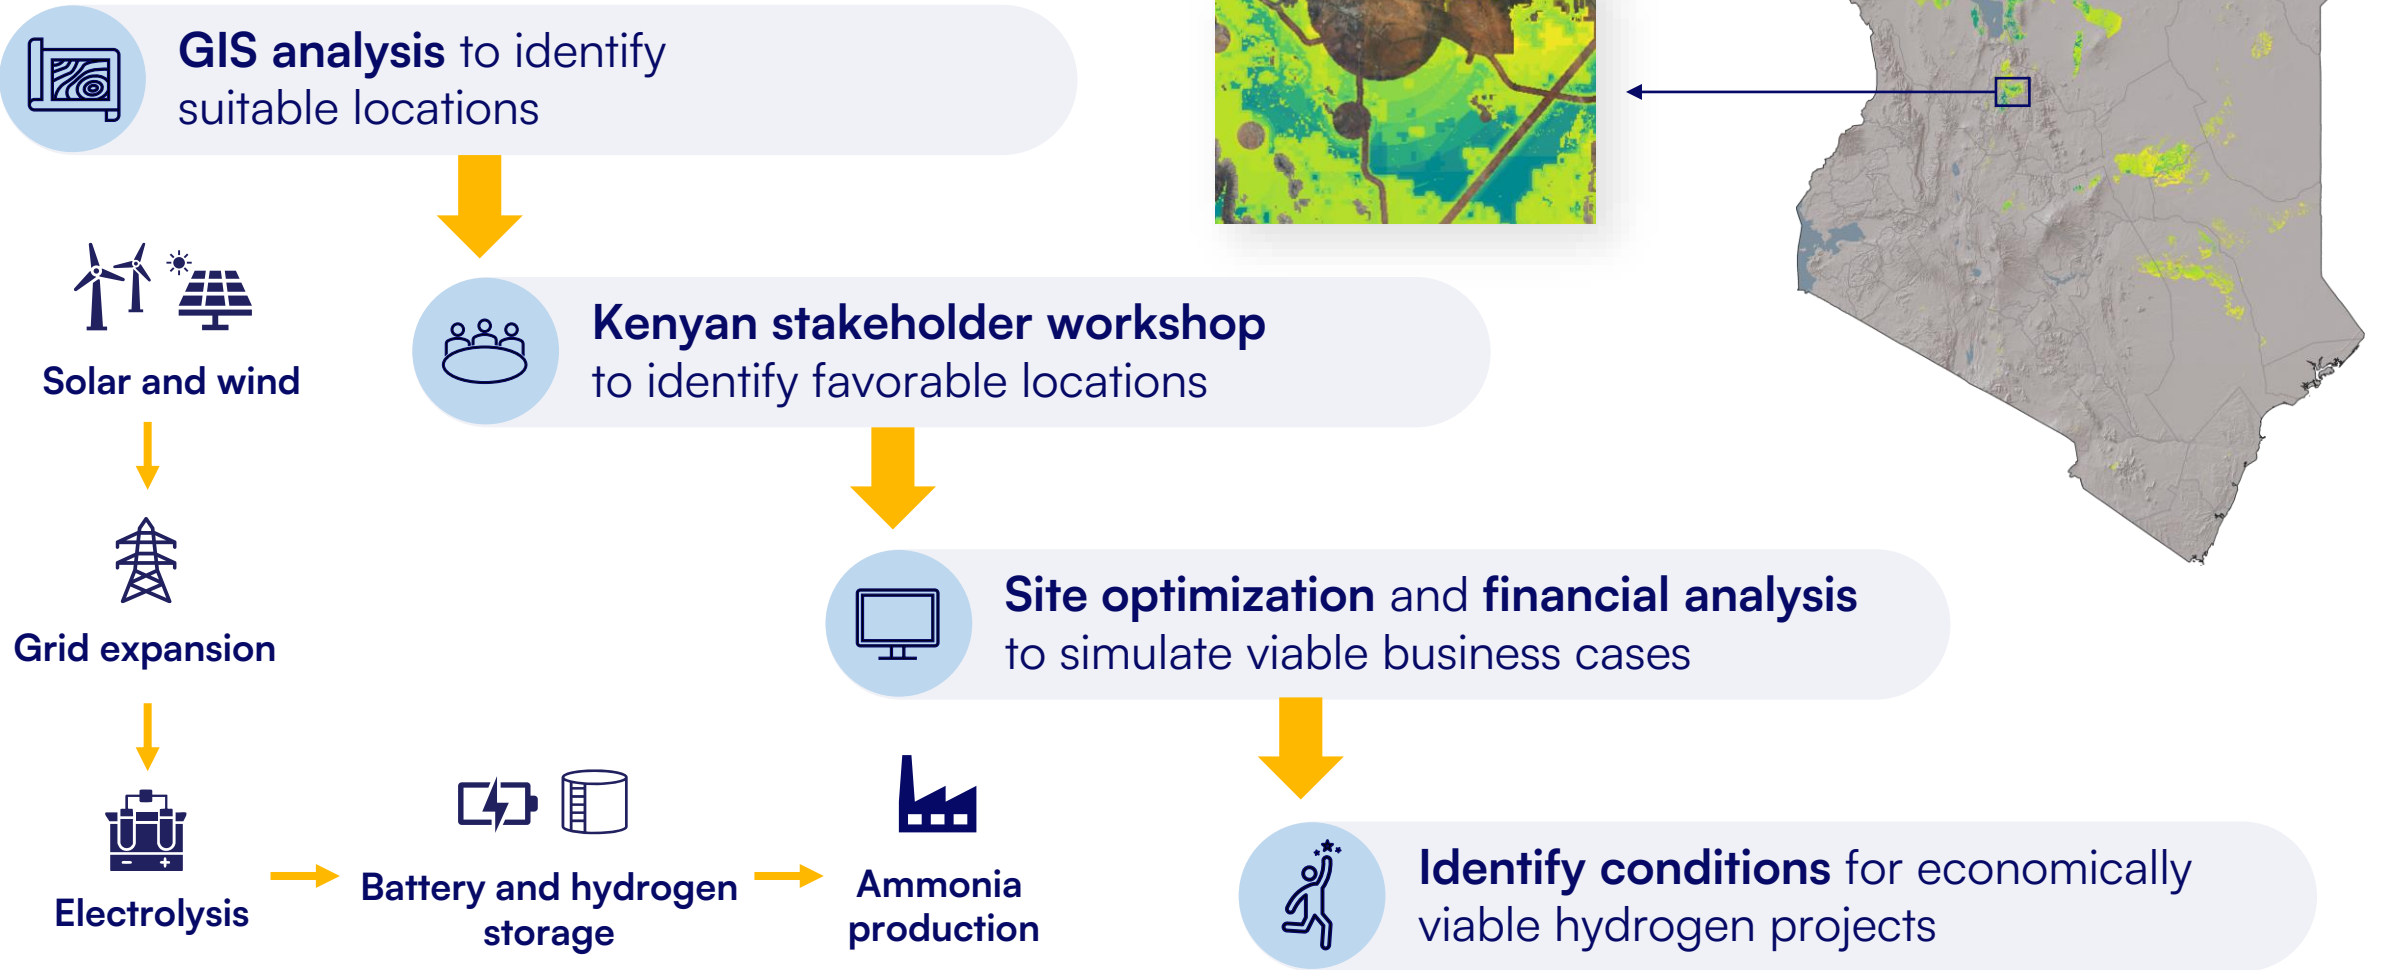 GIS analysis to identify
suitable locations
Kenyan stakeholder workshop
to identify favorable locations
Site optimization and financial analysis
to simulate viable business cases
Identify conditions for economically
viable hydrogen projects
Solar and wind
Grid expansion
Electrolysis
Battery and hydrogen
storage
Ammonia
production